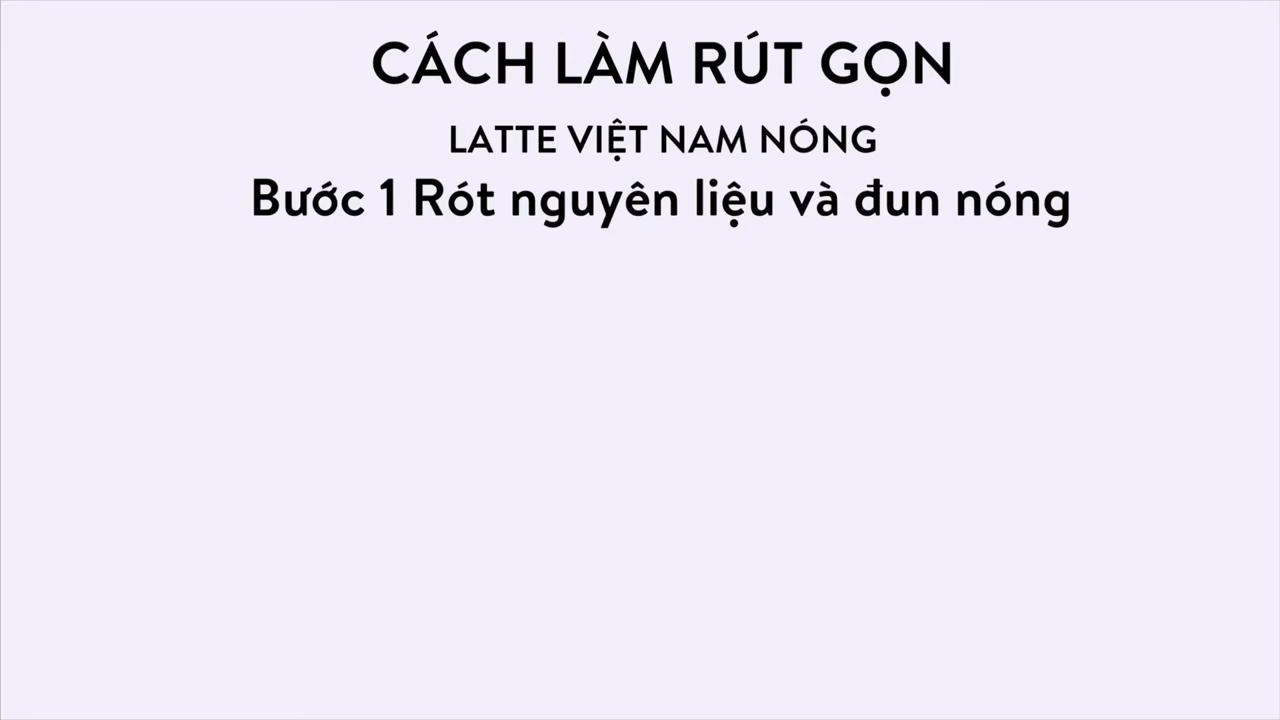 CÁCH LÀM RÚT GỌN
LATTE VIỆT NAM NÓNG
Bước 1 Rót nguyên liệu và đun nóng